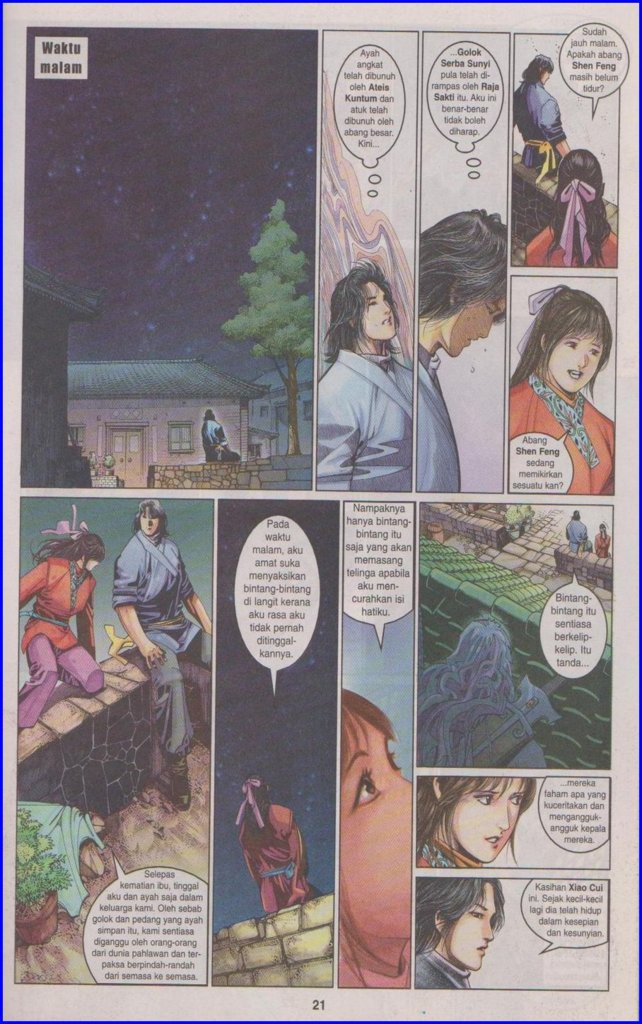 Waktu
malam
Ayah
angkat
telah dibunuh
oleh Ateis
Kuntum dan
atuk telah
dibunuh oleh
abang besar.
Kini...
...Golok
Serba Sunyi
pula telah di-
rampas oleh Raja
Sakti itu. Aku ini
benar-benar
tidak boleh
diharap.
Sudah
jauh malam.
Apakah abang
Shen Feng
masih belum
tidur?
Abang
Shen Feng
sedang
memikirkan
sesuatu kan?
Selepas
kematian ibu, tinggal
aku dan ayah saja dalam
keluarga kami. Oleh sebab
golok dan pedang yang ayah
simpan itu, kami sentiasa
diganggu oleh orang-orang
dari dunia pahlawan dan ter-
paksa berpindah-randah
dari semasa ke semasa.
Pada
waktu
malam, aku
amat suka
menyaksikan
bintang-bintang
di langit kerana
aku rasa aku
tidak pernah
ditinggal-
kannya.
Nampaknya
hanya bintang-
bintang itu
saja yang akan
memasang
telinga apabila
aku men-
curahkan isi
hatiku.
Bintang-
bintang itu
sentiasa
berkelip-
kelip. Itu
tanda...
...mereka
faham apa yang
kuceritakan dan
mengangguk-
angguk kepala
mereka.
Kasihan Xiao Cui
ini. Sejak kecil-kecil
lagi dia telah hidup
dalam kesepian
dan kesunyian.
21